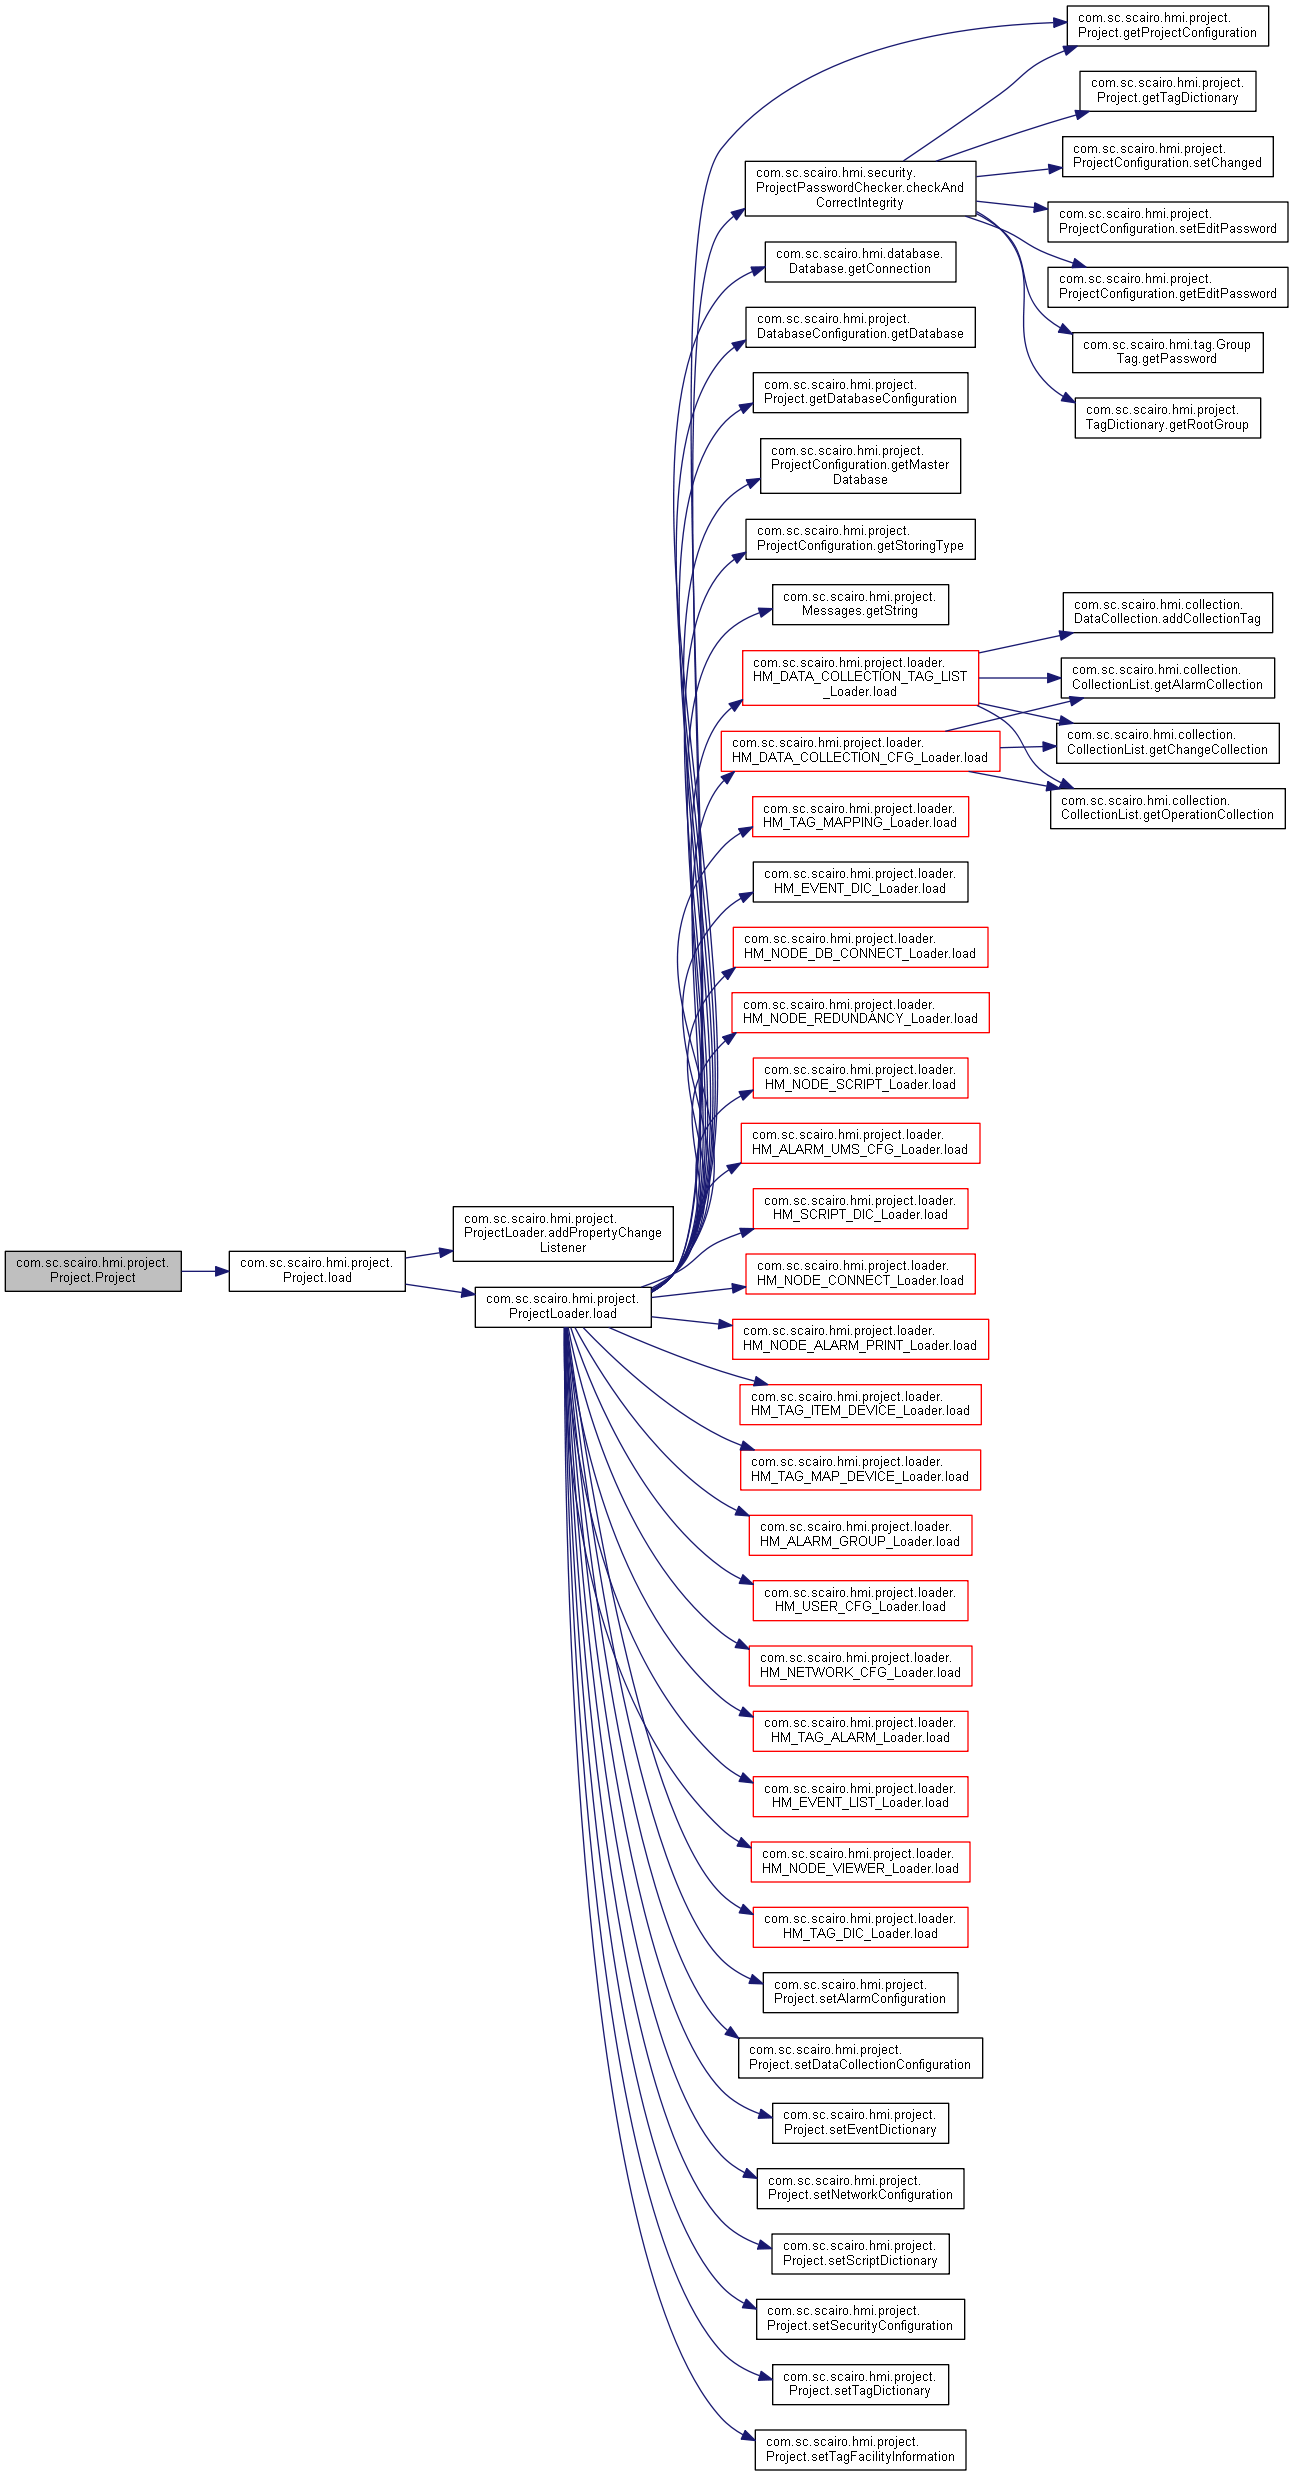 com.sc.scairo.hmi.project.
Project.Project
com.sc.scairo.hmi.project.
Project.load
com.sc.scairo.hmi.project.
ProjectLoader.addPropertyChange
Listener
com.sc.scairo.hmi.project.
ProjectLoader.load
com.sc.scairo.hmi.security.
ProjectPasswordChecker.checkAnd
CorrectIntegrity
com.sc.scairo.hmi.database.
Database.getConnection
com.sc.scairo.hmi.project.
DatabaseConfiguration.getDatabase
com.sc.scairo.hmi.project.
Project.getDatabaseConfiguration
com.sc.scairo.hmi.project.
ProjectConfiguration.getMaster
Database
com.sc.scairo.hmi.project.
ProjectConfiguration.getStoringType
com.sc.scairo.hmi.project.
Messages.getString
com.sc.scairo.hmi.project.loader.
HM_DATA_COLLECTION_TAG_LIST
_Loader.load
com.sc.scairo.hmi.project.loader.
HM_DATA_COLLECTION_CFG_Loader.load
com.sc.scairo.hmi.project.loader.
HM_TAG_MAPPING_Loader.load
com.sc.scairo.hmi.project.loader.
HM_EVENT_DIC_Loader.load
com.sc.scairo.hmi.project.loader.
HM_NODE_DB_CONNECT_Loader.load
com.sc.scairo.hmi.project.loader.
HM_NODE_REDUNDANCY_Loader.load
com.sc.scairo.hmi.project.loader.
HM_NODE_SCRIPT_Loader.load
com.sc.scairo.hmi.project.loader.
HM_ALARM_UMS_CFG_Loader.load
com.sc.scairo.hmi.project.loader.
HM_SCRIPT_DIC_Loader.load
com.sc.scairo.hmi.project.loader.
HM_NODE_CONNECT_Loader.load
com.sc.scairo.hmi.project.loader.
HM_NODE_ALARM_PRINT_Loader.load
com.sc.scairo.hmi.project.loader.
HM_TAG_ITEM_DEVICE_Loader.load
com.sc.scairo.hmi.project.loader.
HM_TAG_MAP_DEVICE_Loader.load
com.sc.scairo.hmi.project.loader.
HM_ALARM_GROUP_Loader.load
com.sc.scairo.hmi.project.loader.
HM_USER_CFG_Loader.load
com.sc.scairo.hmi.project.loader.
HM_NETWORK_CFG_Loader.load
com.sc.scairo.hmi.project.loader.
HM_TAG_ALARM_Loader.load
com.sc.scairo.hmi.project.loader.
HM_EVENT_LIST_Loader.load
com.sc.scairo.hmi.project.loader.
HM_NODE_VIEWER_Loader.load
com.sc.scairo.hmi.project.loader.
HM_TAG_DIC_Loader.load
com.sc.scairo.hmi.project.
Project.setAlarmConfiguration
com.sc.scairo.hmi.project.
Project.setDataCollectionConfiguration
com.sc.scairo.hmi.project.
Project.setEventDictionary
com.sc.scairo.hmi.project.
Project.setNetworkConfiguration
com.sc.scairo.hmi.project.
Project.setScriptDictionary
com.sc.scairo.hmi.project.
Project.setSecurityConfiguration
com.sc.scairo.hmi.project.
Project.setTagDictionary
com.sc.scairo.hmi.project.
Project.setTagFacilityInformation
com.sc.scairo.hmi.project.
Project.getProjectConfiguration
com.sc.scairo.hmi.project.
Project.getTagDictionary
com.sc.scairo.hmi.project.
ProjectConfiguration.setChanged
com.sc.scairo.hmi.project.
ProjectConfiguration.setEditPassword
com.sc.scairo.hmi.project.
ProjectConfiguration.getEditPassword
com.sc.scairo.hmi.tag.Group
Tag.getPassword
com.sc.scairo.hmi.project.
TagDictionary.getRootGroup
com.sc.scairo.hmi.collection.
DataCollection.addCollectionTag
com.sc.scairo.hmi.collection.
CollectionList.getAlarmCollection
com.sc.scairo.hmi.collection.
CollectionList.getChangeCollection
com.sc.scairo.hmi.collection.
CollectionList.getOperationCollection